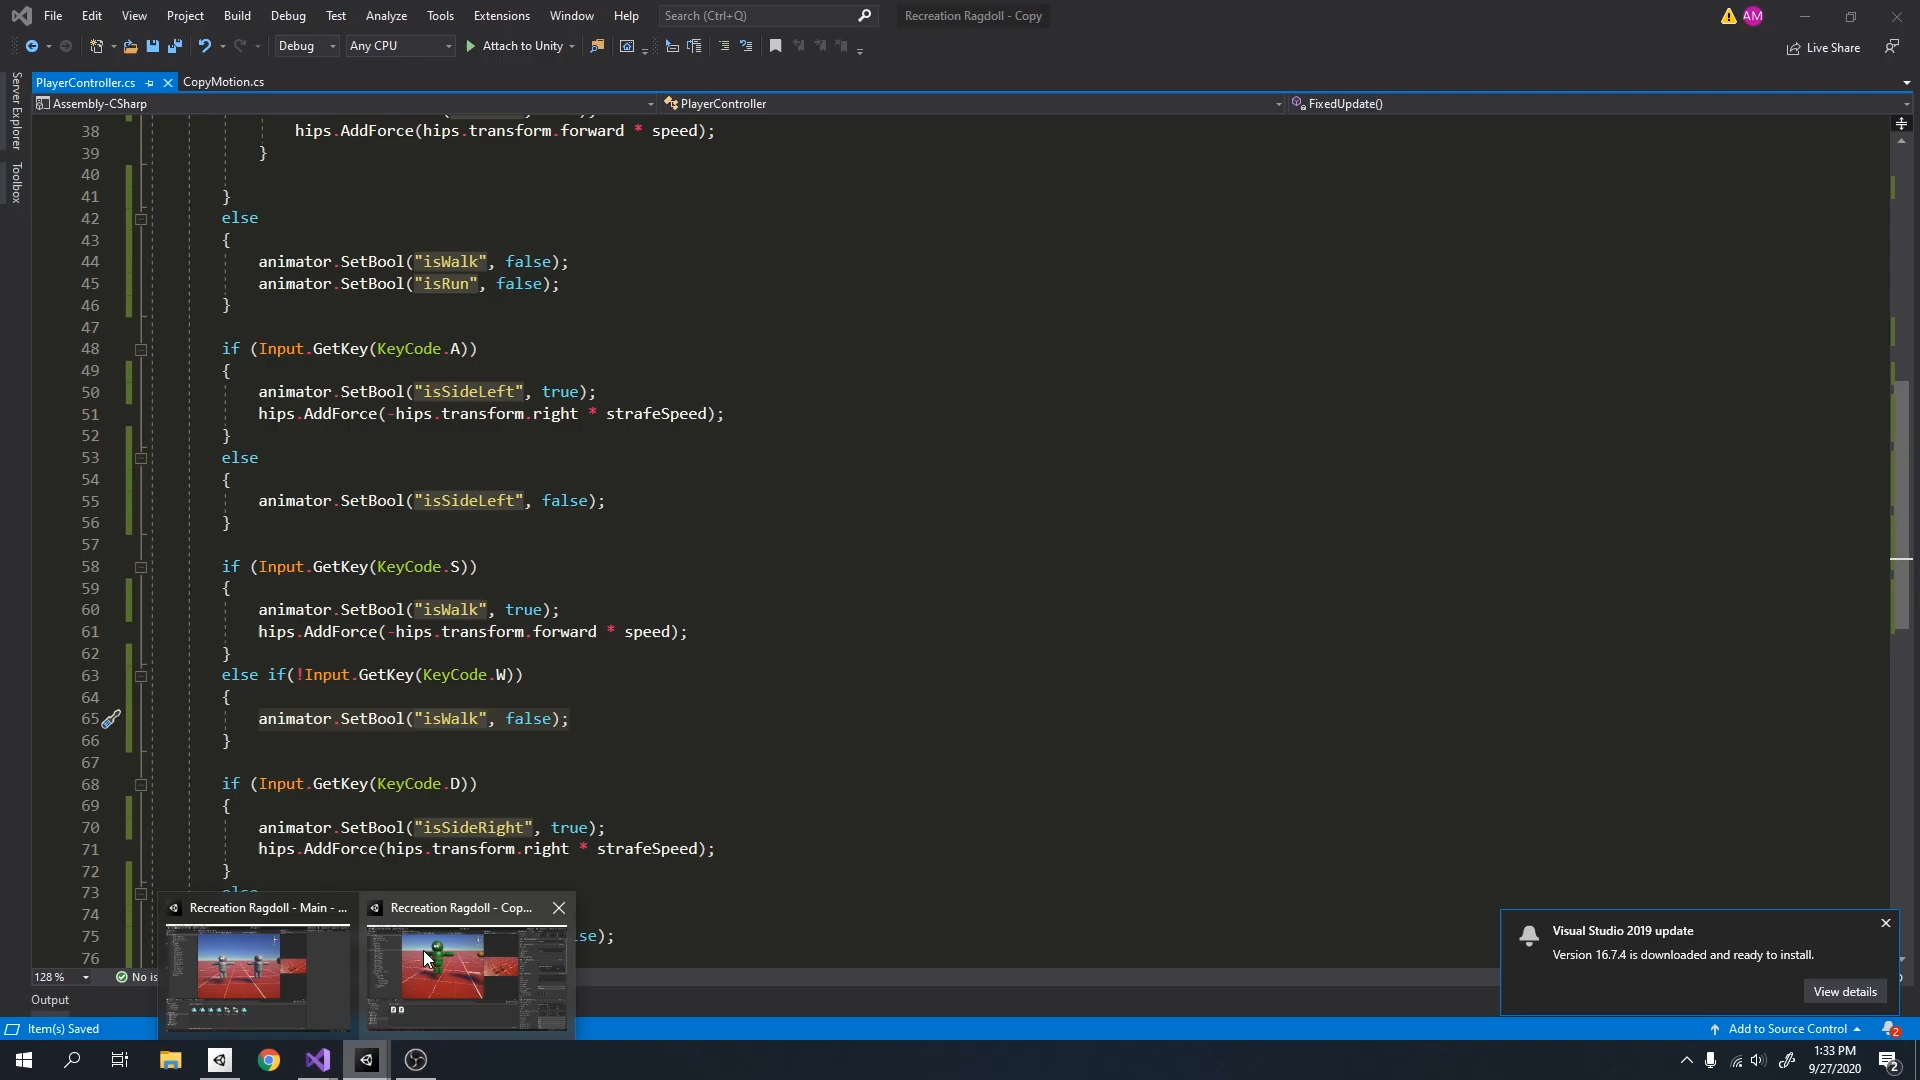 File Edit View Project Build Debug Test Analyze Tools Extensions Window Help Search (Ctrl+Q) Recreation Ragdoll - Copy AM
Debug Any CPU Attach to Unity Live Share
PlayerController.cs CopyMotion.cs
Assembly-CSharp PlayerController FixedUpdate()
Server Explorer
Toolbox
38 hips.AddForce(hips.transform.forward * speed);
39 }
40
41 }
42 else
43 {
44 animator.SetBool("isWalk", false);
45 animator.SetBool("isRun", false);
46 }
47
48 if (Input.GetKey(KeyCode.A))
49 {
50 animator.SetBool("isSideLeft", true);
51 hips.AddForce(-hips.transform.right * strafeSpeed);
52 }
53 else
54 {
55 animator.SetBool("isSideLeft", false);
56 }
57
58 if (Input.GetKey(KeyCode.S))
59 {
60 animator.SetBool("isWalk", true);
61 hips.AddForce(-hips.transform.forward * speed);
62 }
63 else if(!Input.GetKey(KeyCode.W))
64 {
65 animator.SetBool("isWalk", false);
66 }
67
68 if (Input.GetKey(KeyCode.D))
69 {
70 animator.SetBool("isSideRight", true);
71 hips.AddForce(hips.transform.right * strafeSpeed);
72 }
73 else
74
75 lse);
76
Recreation Ragdoll - Main - ... Recreation Ragdoll - Cop...
128 % No is
Output
Visual Studio 2019 update
Version 16.7.4 is downloaded and ready to install.
View details
Item(s) Saved Add to Source Control 2
1:33 PM
9/27/2020
2